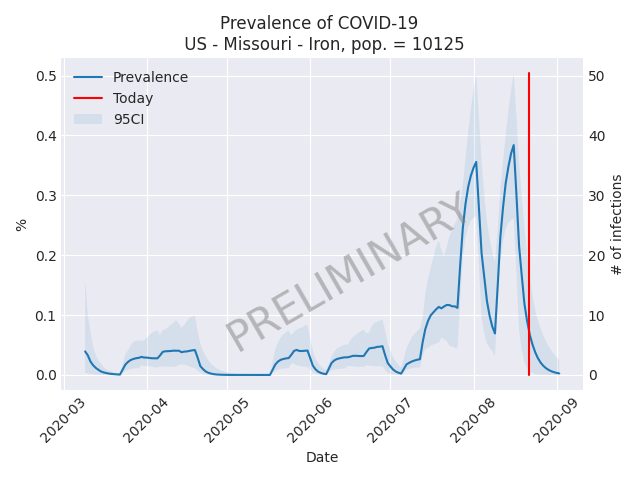 Prevalence of COVID-19
US - Missouri - Iron, pop. = 10125
Prevalence
Today
95CI
0.5
0.4
0.3
0.2
0.1
0.0
%
50
40
30
20
10
0
# of infections
PRELIMINARY
2020-03
2020-04
2020-05
2020-06
2020-07
2020-08
2020-09
Date